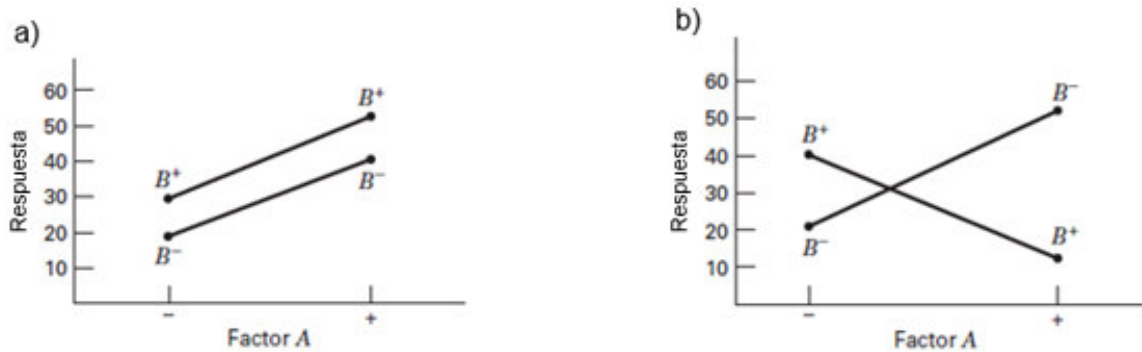 a)
60
50
40
30
20
10
Respuesta
B⁺
B⁺
B⁻
B⁻
−
+
Factor A
b)
60
50
40
30
20
10
Respuesta
B⁻
B⁺
B⁻
B⁺
−
+
Factor A